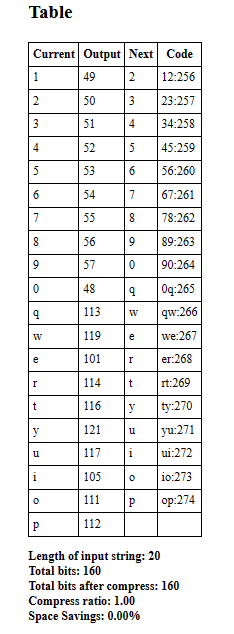 Table
Current Output Next Code
1 49 2 12:256
2 50 3 23:257
3 51 4 34:258
4 52 5 45:259
5 53 6 56:260
6 54 7 67:261
7 55 8 78:262
8 56 9 89:263
9 57 0 90:264
0 48 q 0q:265
q 113 w qw:266
w 119 e we:267
e 101 r er:268
r 114 t rt:269
t 116 y ty:270
y 121 u yu:271
u 117 i ui:272
i 105 o io:273
o 111 p op:274
p 112
Length of input string: 20
Total bits: 160
Total bits after compress: 160
Compress ratio: 1.00
Space Savings: 0.00%